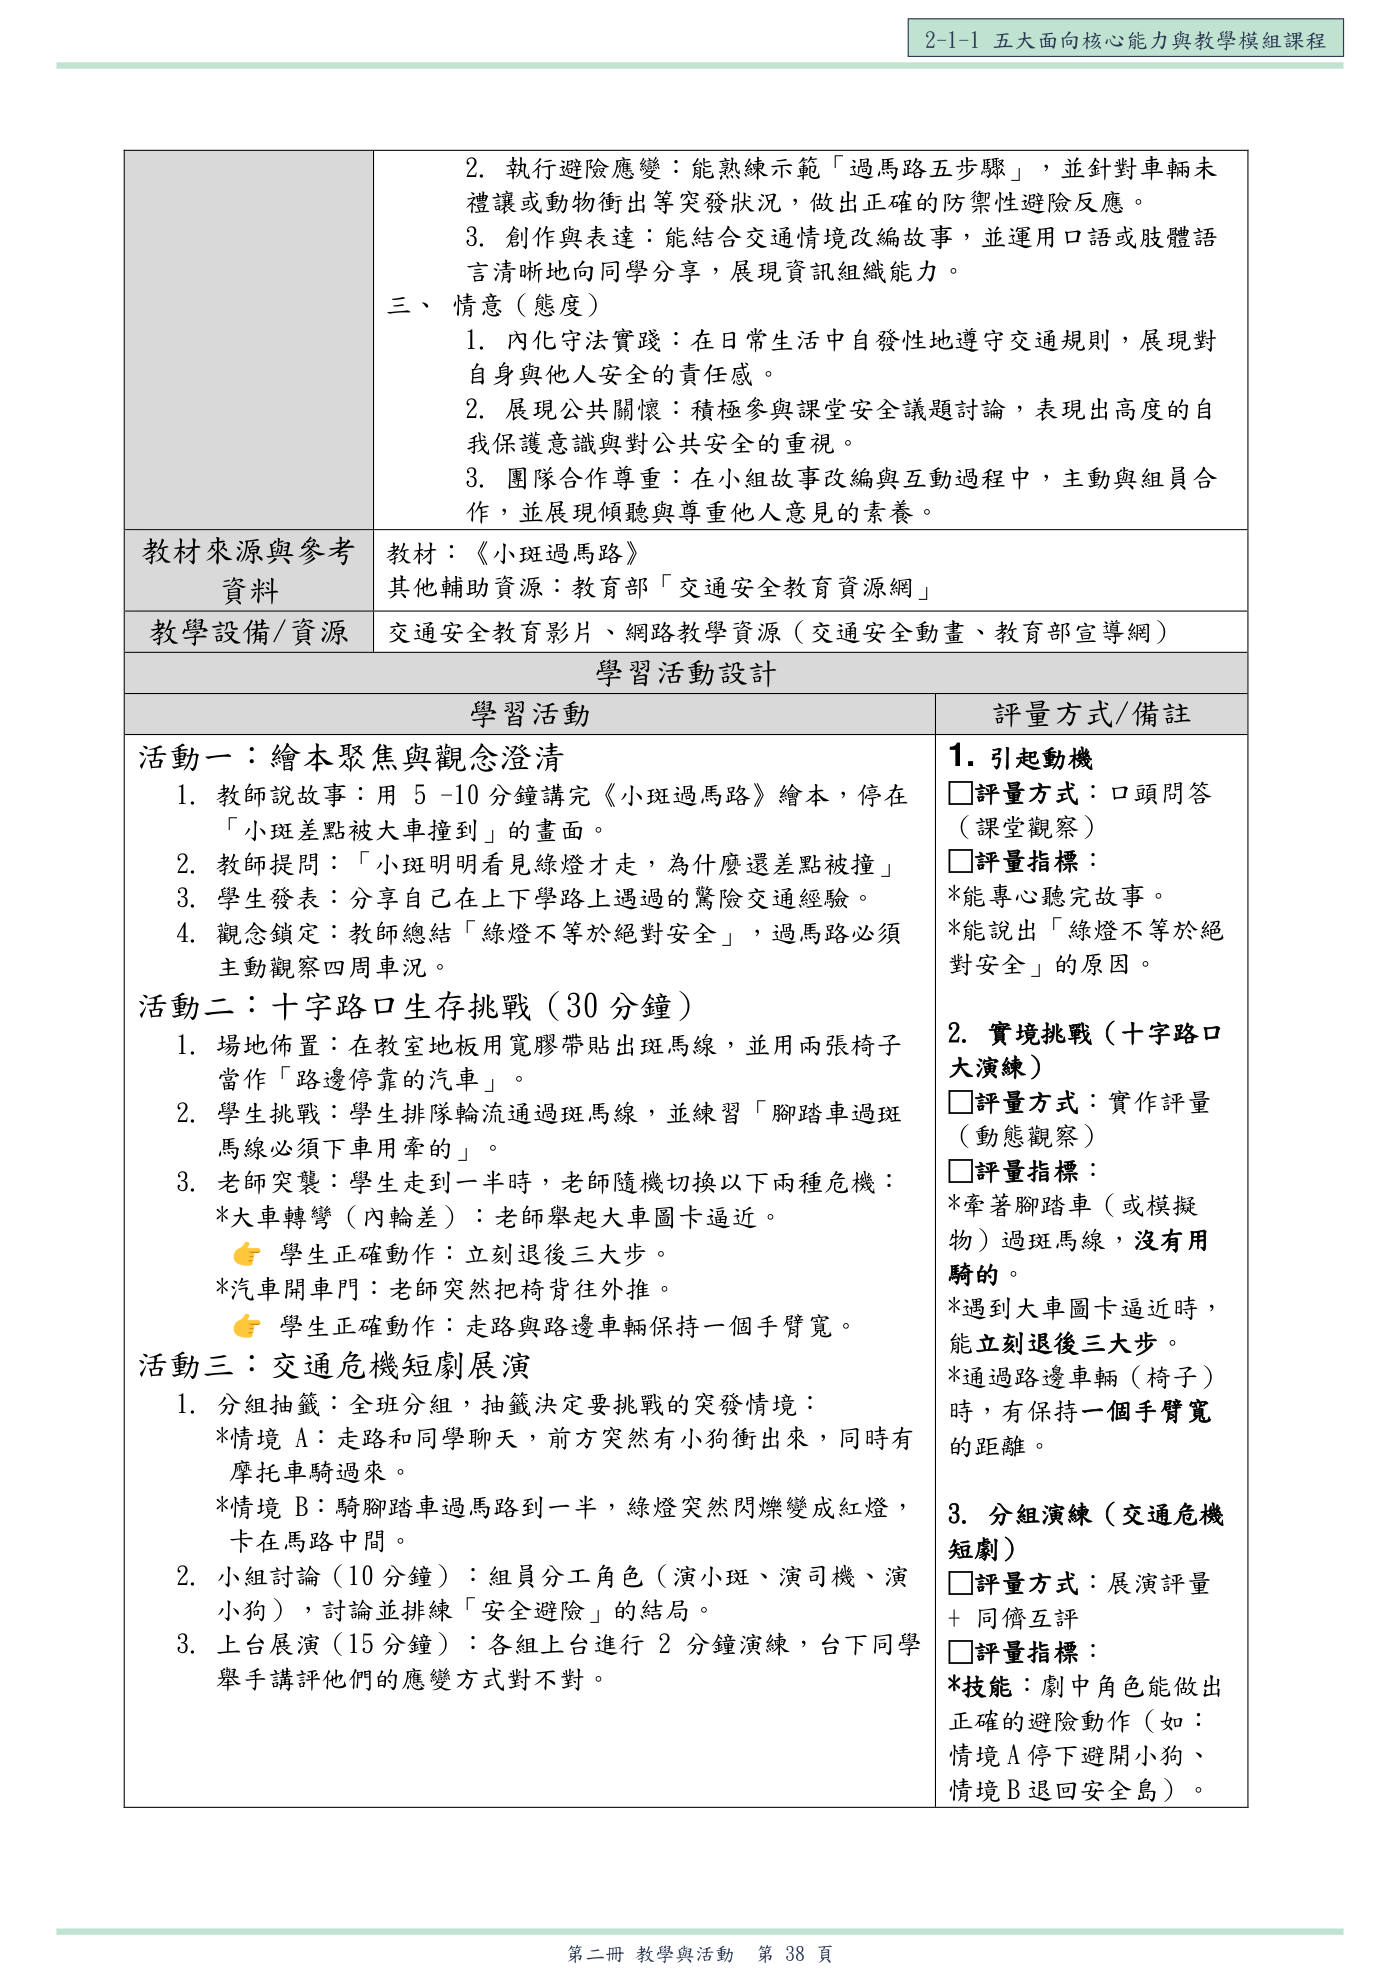 2-1-1 五大面向核心能力與教學模組課程
2. 執行避險應變：能熟練示範「過馬路五步驟」，並針對車輛未
禮讓或動物衝出等突發狀況，做出正確的防禦性避險反應。
3. 創作與表達：能結合交通情境改編故事，並運用口語或肢體語
言清晰地向同學分享，展現資訊組織能力。
三、 情意（態度）
1. 內化守法實踐：在日常生活中自發性地遵守交通規則，展現對
自身與他人安全的責任感。
2. 展現公共關懷：積極參與課堂安全議題討論，表現出高度的自
我保護意識與對公共安全的重視。
3. 團隊合作尊重：在小組故事改編與互動過程中，主動與組員合
作，並展現傾聽與尊重他人意見的素養。
教材來源與參考
資料
教材：《小斑過馬路》
其他輔助資源：教育部「交通安全教育資源網」
教學設備/資源
交通安全教育影片、網路教學資源（交通安全動畫、教育部宣導網）
學習活動設計
學習活動
評量方式/備註
活動一：繪本聚焦與觀念澄清
1. 教師說故事：用 5 -10 分鐘講完《小斑過馬路》繪本，停在
「小斑差點被大車撞到」的畫面。
2. 教師提問：「小斑明明看見綠燈才走，為什麼還差點被撞」
3. 學生發表：分享自己在上下學路上遇過的驚險交通經驗。
4. 觀念鎖定：教師總結「綠燈不等於絕對安全」，過馬路必須
主動觀察四周車況。
活動二：十字路口生存挑戰（30 分鐘）
1. 場地佈置：在教室地板用寬膠帶貼出斑馬線，並用兩張椅子
當作「路邊停靠的汽車」。
2. 學生挑戰：學生排隊輪流通過斑馬線，並練習「腳踏車過斑
馬線必須下車用牽的」。
3. 老師突襲：學生走到一半時，老師隨機切換以下兩種危機：
*大車轉彎（內輪差）：老師舉起大車圖卡逼近。
👉 學生正確動作：立刻退後三大步。
*汽車開車門：老師突然把椅背往外推。
👉 學生正確動作：走路與路邊車輛保持一個手臂寬。
活動三：交通危機短劇展演
1. 分組抽籤：全班分組，抽籤決定要挑戰的突發情境：
*情境 A：走路和同學聊天，前方突然有小狗衝出來，同時有
摩托車騎過來。
*情境 B：騎腳踏車過馬路到一半，綠燈突然閃爍變成紅燈，
卡在馬路中間。
2. 小組討論（10 分鐘）：組員分工角色（演小斑、演司機、演
小狗），討論並排練「安全避險」的結局。
3. 上台展演（15 分鐘）：各組上台進行 2 分鐘演練，台下同學
舉手講評他們的應變方式對不對。
1. 引起動機
□評量方式：口頭問答
（課堂觀察）
□評量指標：
*能專心聽完故事。
*能說出「綠燈不等於絕
對安全」的原因。
2. 實境挑戰（十字路口
大演練）
□評量方式：實作評量
（動態觀察）
□評量指標：
*牽著腳踏車（或模擬
物）過斑馬線，沒有用
騎的。
*遇到大車圖卡逼近時，
能立刻退後三大步。
*通過路邊車輛（椅子）
時，有保持一個手臂寬
的距離。
3. 分組演練（交通危機
短劇）
□評量方式：展演評量
+ 同儕互評
□評量指標：
*技能：劇中角色能做出
正確的避險動作（如：
情境 A 停下避開小狗、
情境 B 退回安全島）。
第二冊 教學與活動 第 38 頁